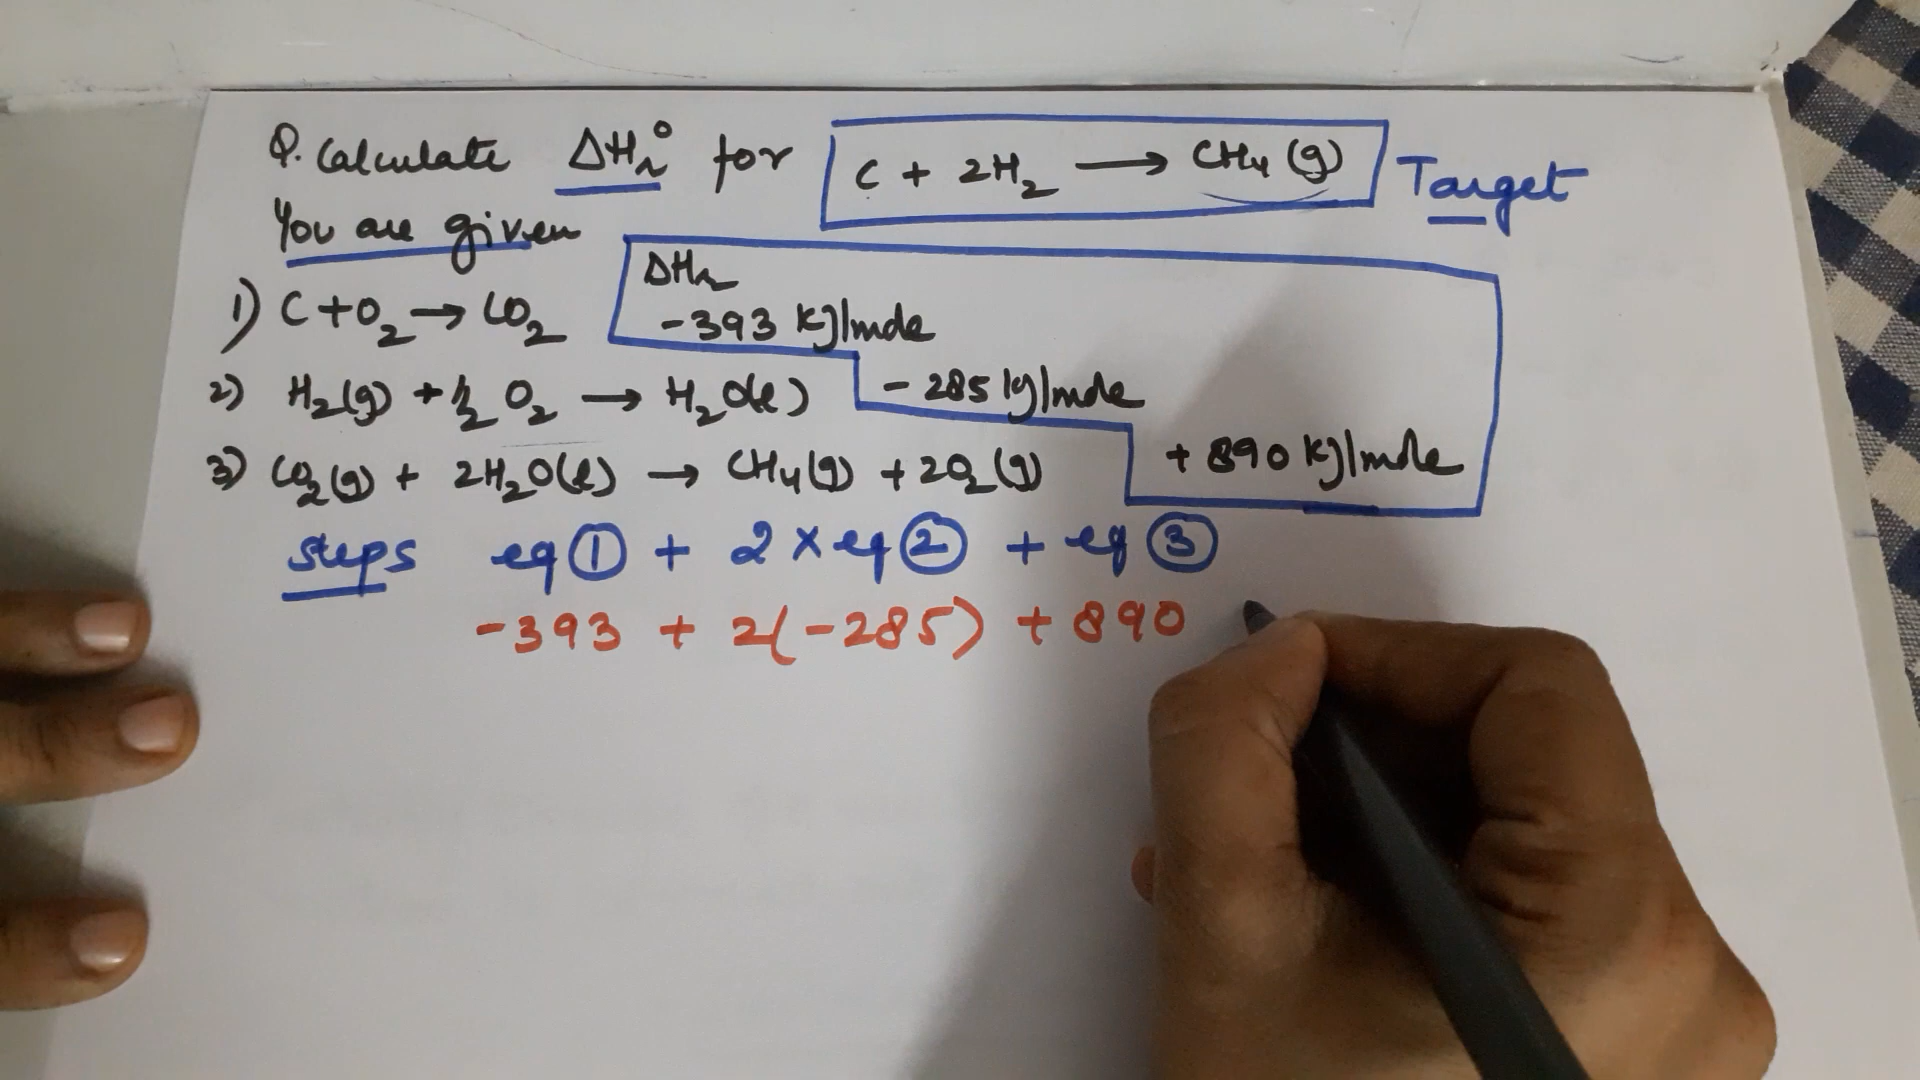 Q. Calculate ΔHr° for C + 2H2 → CH4 (g) Target
You are given
ΔHr
1) C + O2 → CO2 -393 KJ/mole
2) H2(g) + 1/2 O2 → H2O(l) - 285 KJ/mole
3) CO2(g) + 2H2O(l) → CH4(g) + 2O2(g) + 890 KJ/mole
steps eq ① + 2 × eq ② + eq ③
-393 + 2(-285) + 890